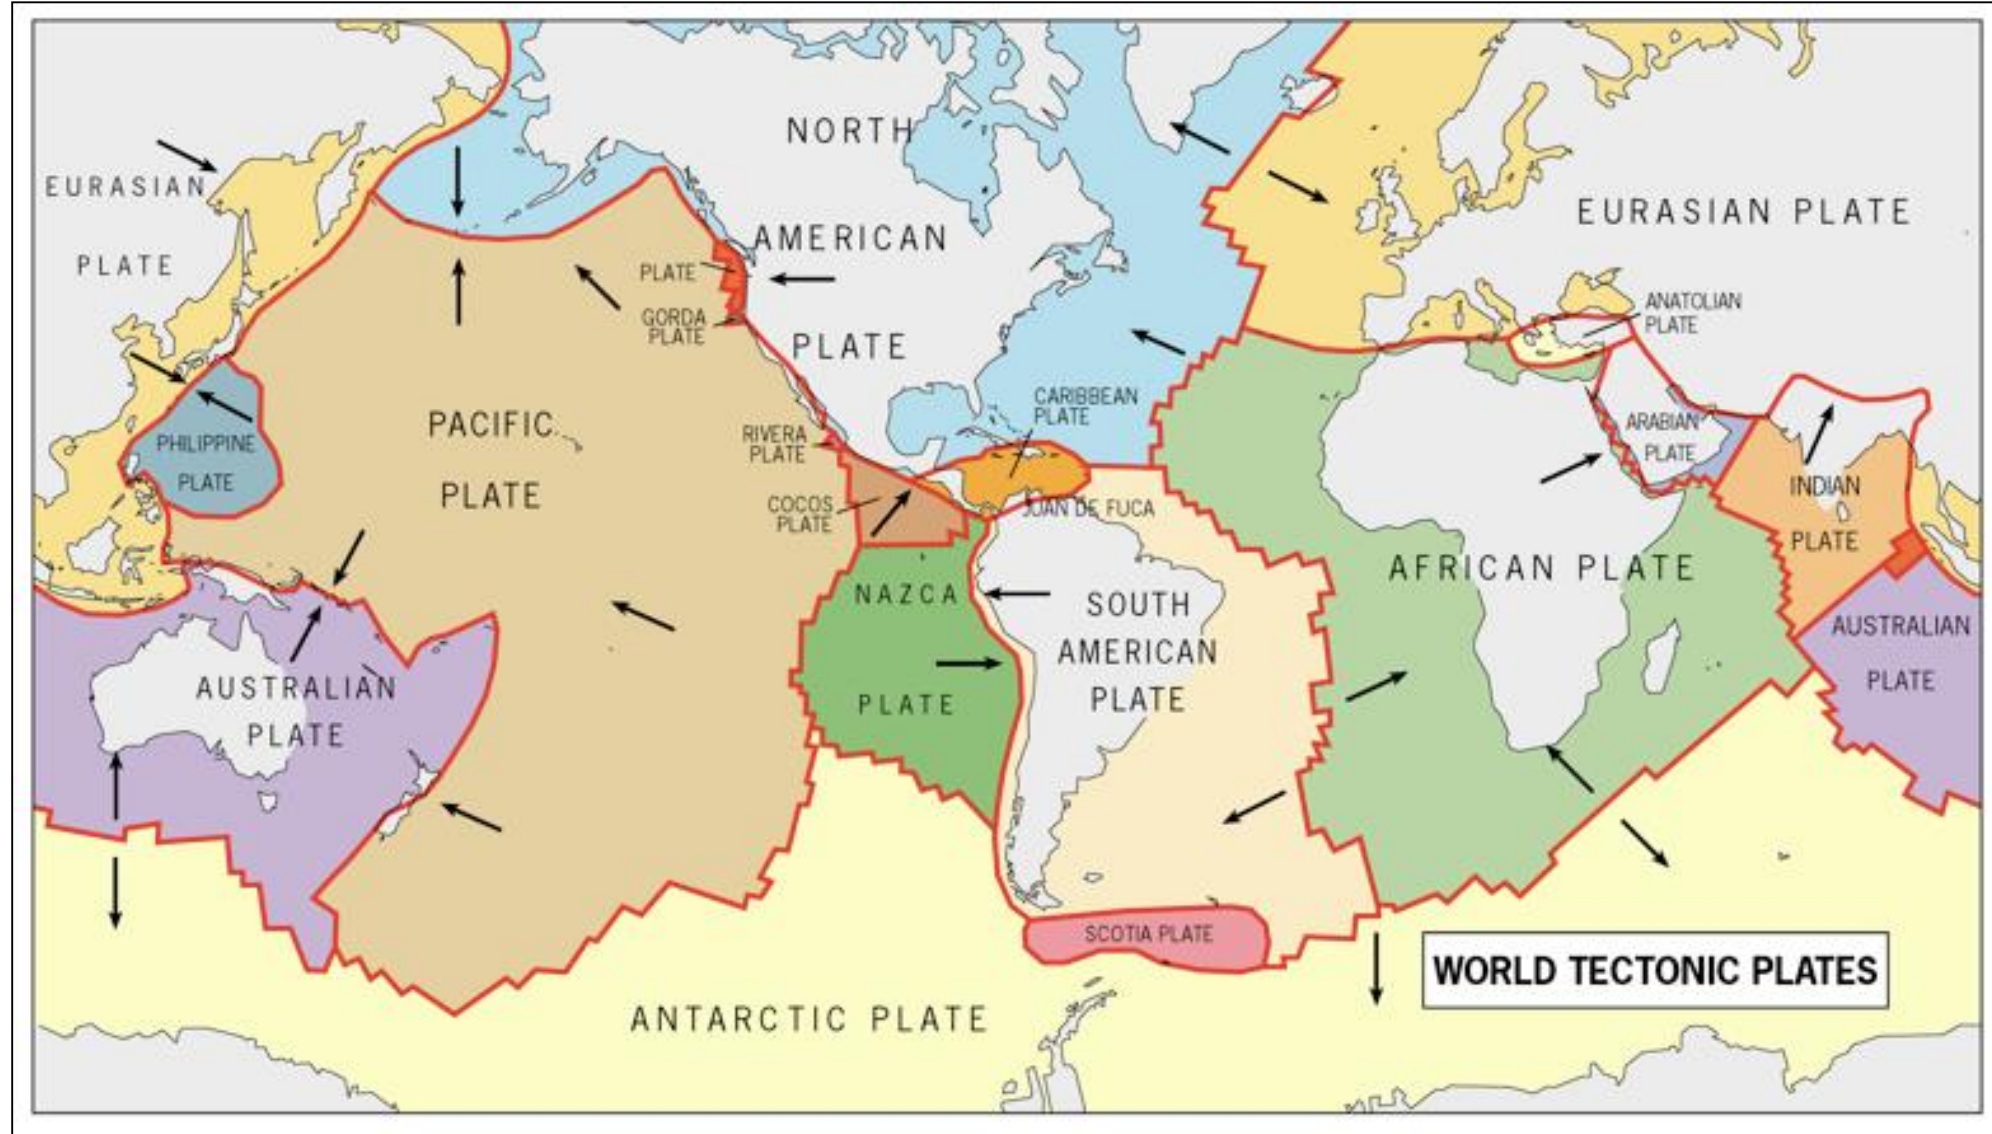 NORTH
AMERICAN
PLATE
EURASIAN
PLATE
EURASIAN PLATE
PLATE
GORDA
PLATE
ANATOLIAN
PLATE
CARIBBEAN
PLATE
PACIFIC
PLATE
PHILIPPINE
PLATE
RIVERA
PLATE
COCOS
PLATE
JUAN DE FUCA
ARABIAN
PLATE
INDIAN
PLATE
AFRICAN PLATE
NAZCA
PLATE
SOUTH
AMERICAN
PLATE
AUSTRALIAN
PLATE
AUSTRALIAN
PLATE
SCOTIA PLATE
ANTARCTIC PLATE
WORLD TECTONIC PLATES